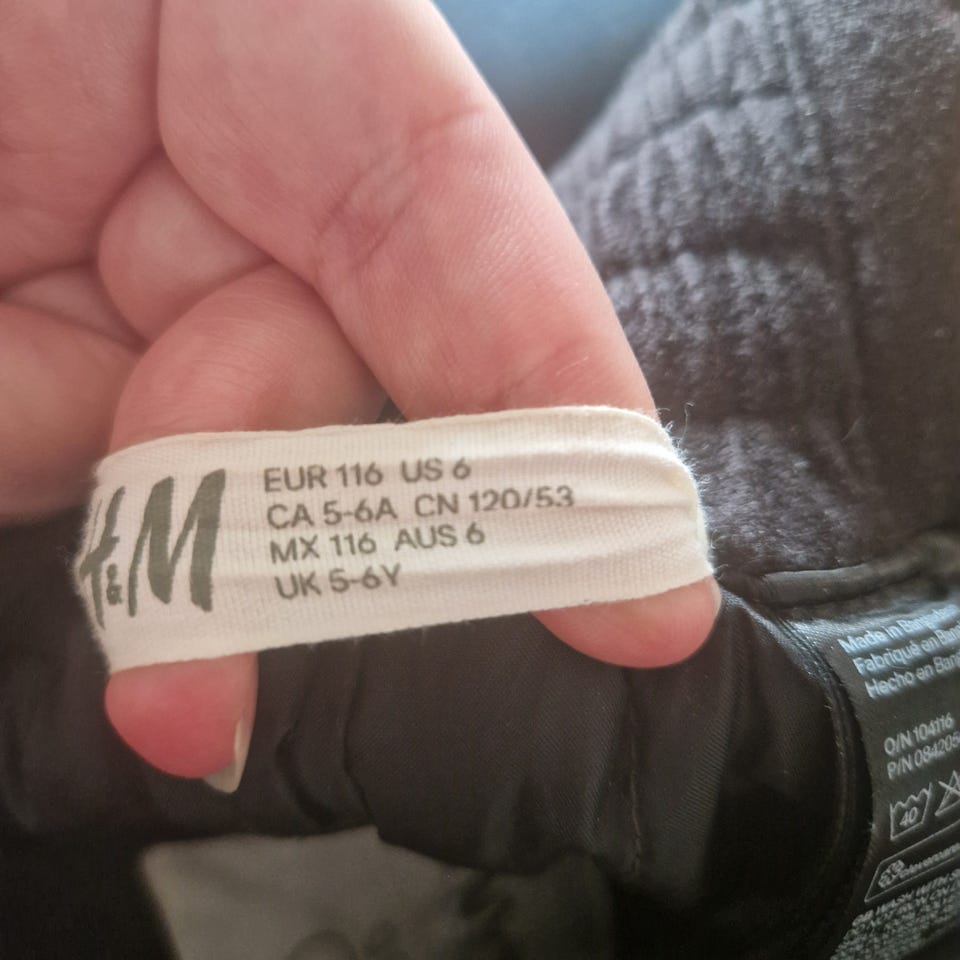 H&M
EUR 116 US 6
CA 5-6A CN 120/53
MX 116 AUS 6
UK 5-6Y
Made in
Fabriqué en
Hecho en
O/N 104116
P/N
40